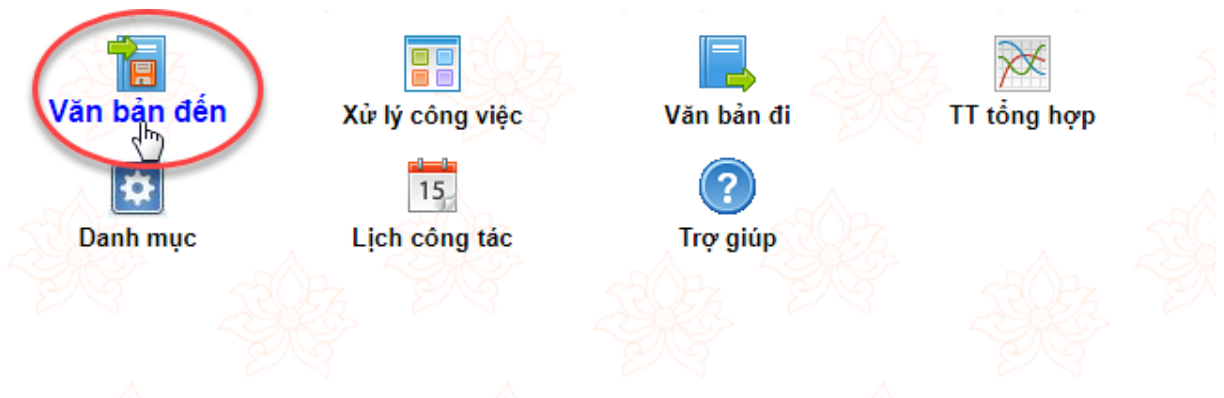 Văn bản đến
Xử lý công việc
Văn bản đi
TT tổng hợp
15
Danh mục
Lịch công tác
?
Trợ giúp